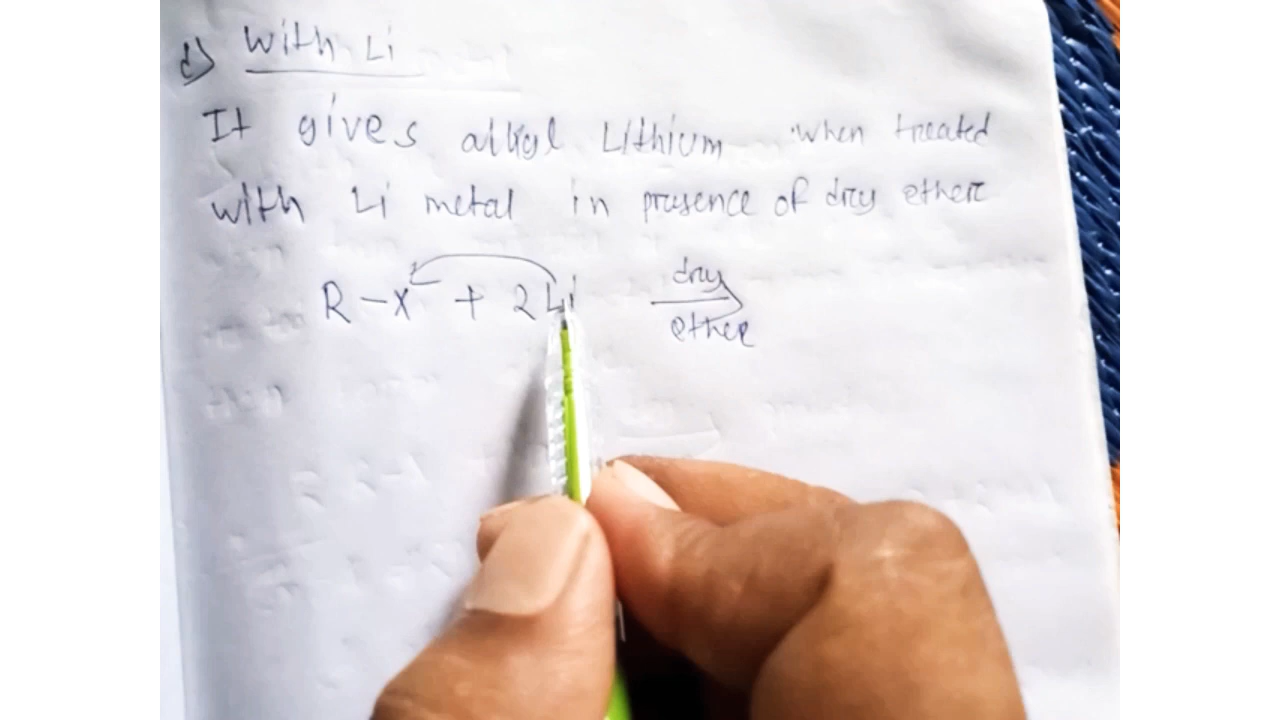 d) With Li
It gives alkyl Lithium when treated
with Li metal in presence of dry ether
R - X + 2Li dry ether